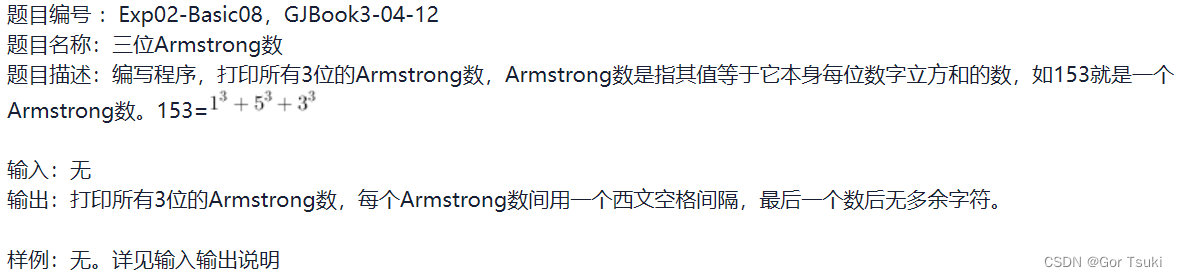 题目编号 ：Exp02-Basic08，GJBook3-04-12
题目名称：三位Armstrong数
题目描述：编写程序，打印所有3位的Armstrong数，Armstrong数是指其值等于它本身每位数字立方和的数，如153就是一个
Armstrong数。153=1³ + 5³ + 3³
输入：无
输出：打印所有3位的Armstrong数，每个Armstrong数间用一个西文空格间隔，最后一个数后无多余字符。
样例：无。详见输入输出说明
CSDN @Gor Tsuki